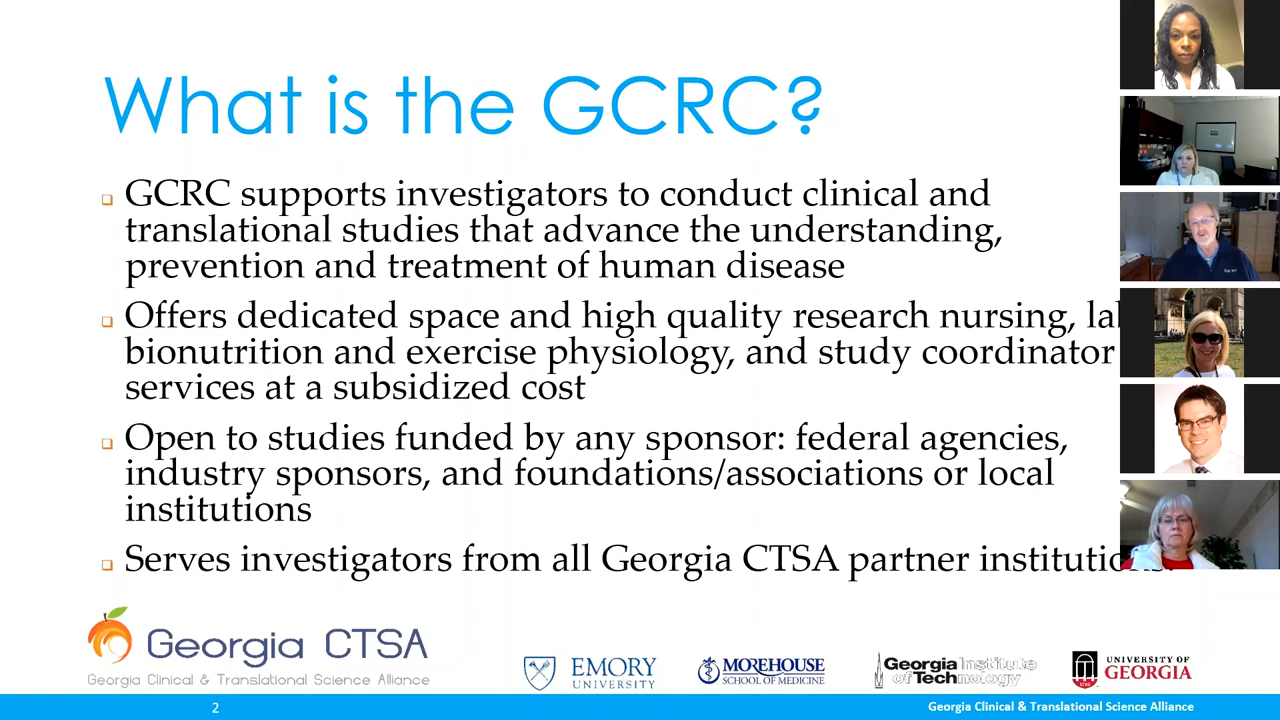 What is the GCRC?
GCRC supports investigators to conduct clinical and
translational studies that advance the understanding,
prevention and treatment of human disease
Offers dedicated space and high quality research nursing,
bionutrition and exercise physiology, and study coordinator
services at a subsidized cost
Open to studies funded by any sponsor: federal agencies,
industry sponsors, and foundations/associations or local
institutions
Serves investigators from all Georgia CTSA partner institutions.
Georgia CTSA
Georgia Clinical & Translational Science Alliance
EMORY
UNIVERSITY
MOREHOUSE
SCHOOL OF MEDICINE
Georgia Institute
of Technology
UNIVERSITY OF
GEORGIA
2
Georgia Clinical & Translational Science Alliance